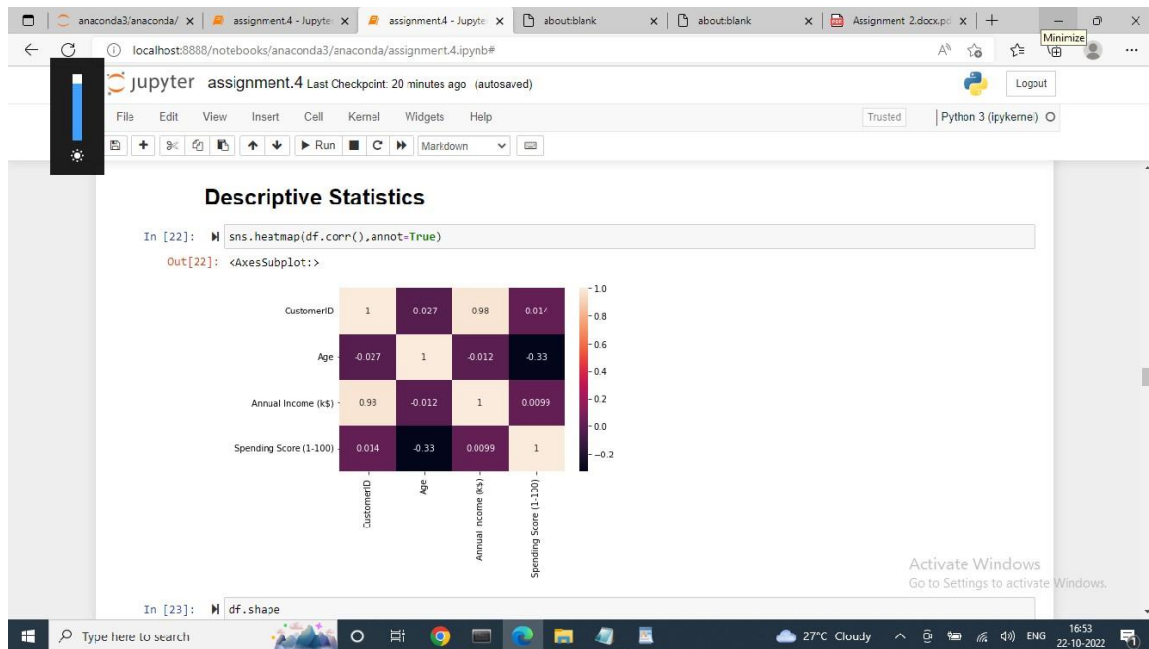 anaconda3/anaconda/ assignment.4 - Jupyte assignment.4 - Jupyte about:blank about:blank Assignment 2.docx.pd
Minimize
localhost:8888/notebooks/anaconda3/anaconda/assignment.4.ipynb#
jupyter assignment.4 Last Checkpoint: 20 minutes ago (autosaved)
Logout
File Edit View Insert Cell Kernel Widgets Help
Trusted Python 3 (ipykernel)
Run Markdown
Descriptive Statistics
In [22]: sns.heatmap(df.corr(),annot=True)
Out[22]: <AxesSubplot:>
CustomerID 1 0.027 0.98 0.014
Age -0.027 1 -0.012 -0.33
Annual Income (k$) 0.98 -0.012 1 0.0099
Spending Score (1-100) 0.014 -0.33 0.0099 1
1.0
0.8
0.6
0.4
0.2
0.0
-0.2
CustomerID
Age
Annual Income (k$)
Spending Score (1-100)
Activate Windows
Go to Settings to activate Windows.
In [23]: df.shape
Type here to search
27°C Cloudy
ENG
16:53
22-10-2022